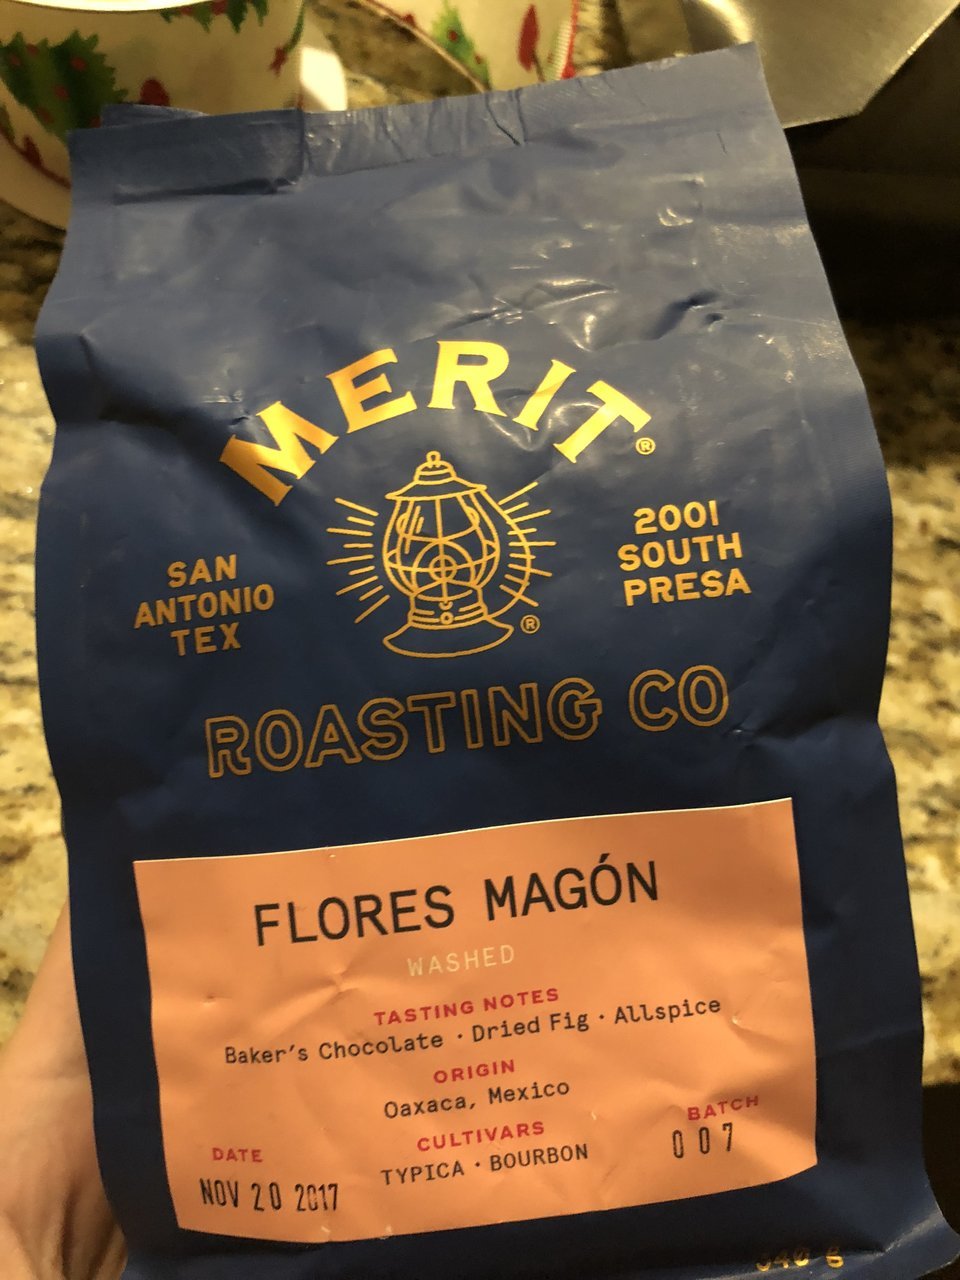 MERIT®
SAN
ANTONIO
TEX
2001
SOUTH
PRESA
®
ROASTING CO
FLORES MAGÓN
WASHED
TASTING NOTES
Baker's Chocolate · Dried Fig · Allspice
ORIGIN
Oaxaca, Mexico
CULTIVARS
TYPICA · BOURBON
DATE
NOV 20 2017
BATCH
007
340 g